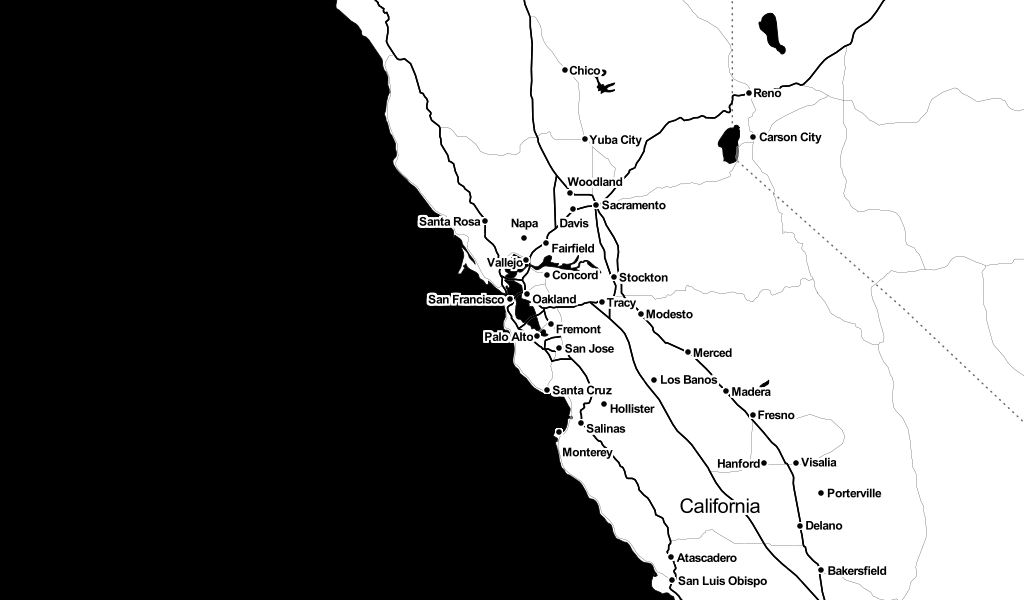 Chico
Reno
Carson City
Yuba City
Woodland
Sacramento
Santa Rosa
Napa
Davis
Fairfield
Vallejo
Concord
Stockton
San Francisco
Oakland
Tracy
Modesto
Fremont
Palo Alto
San Jose
Merced
Los Banos
Santa Cruz
Madera
Hollister
Fresno
Salinas
Monterey
Hanford
Visalia
Porterville
California
Delano
Atascadero
Bakersfield
San Luis Obispo